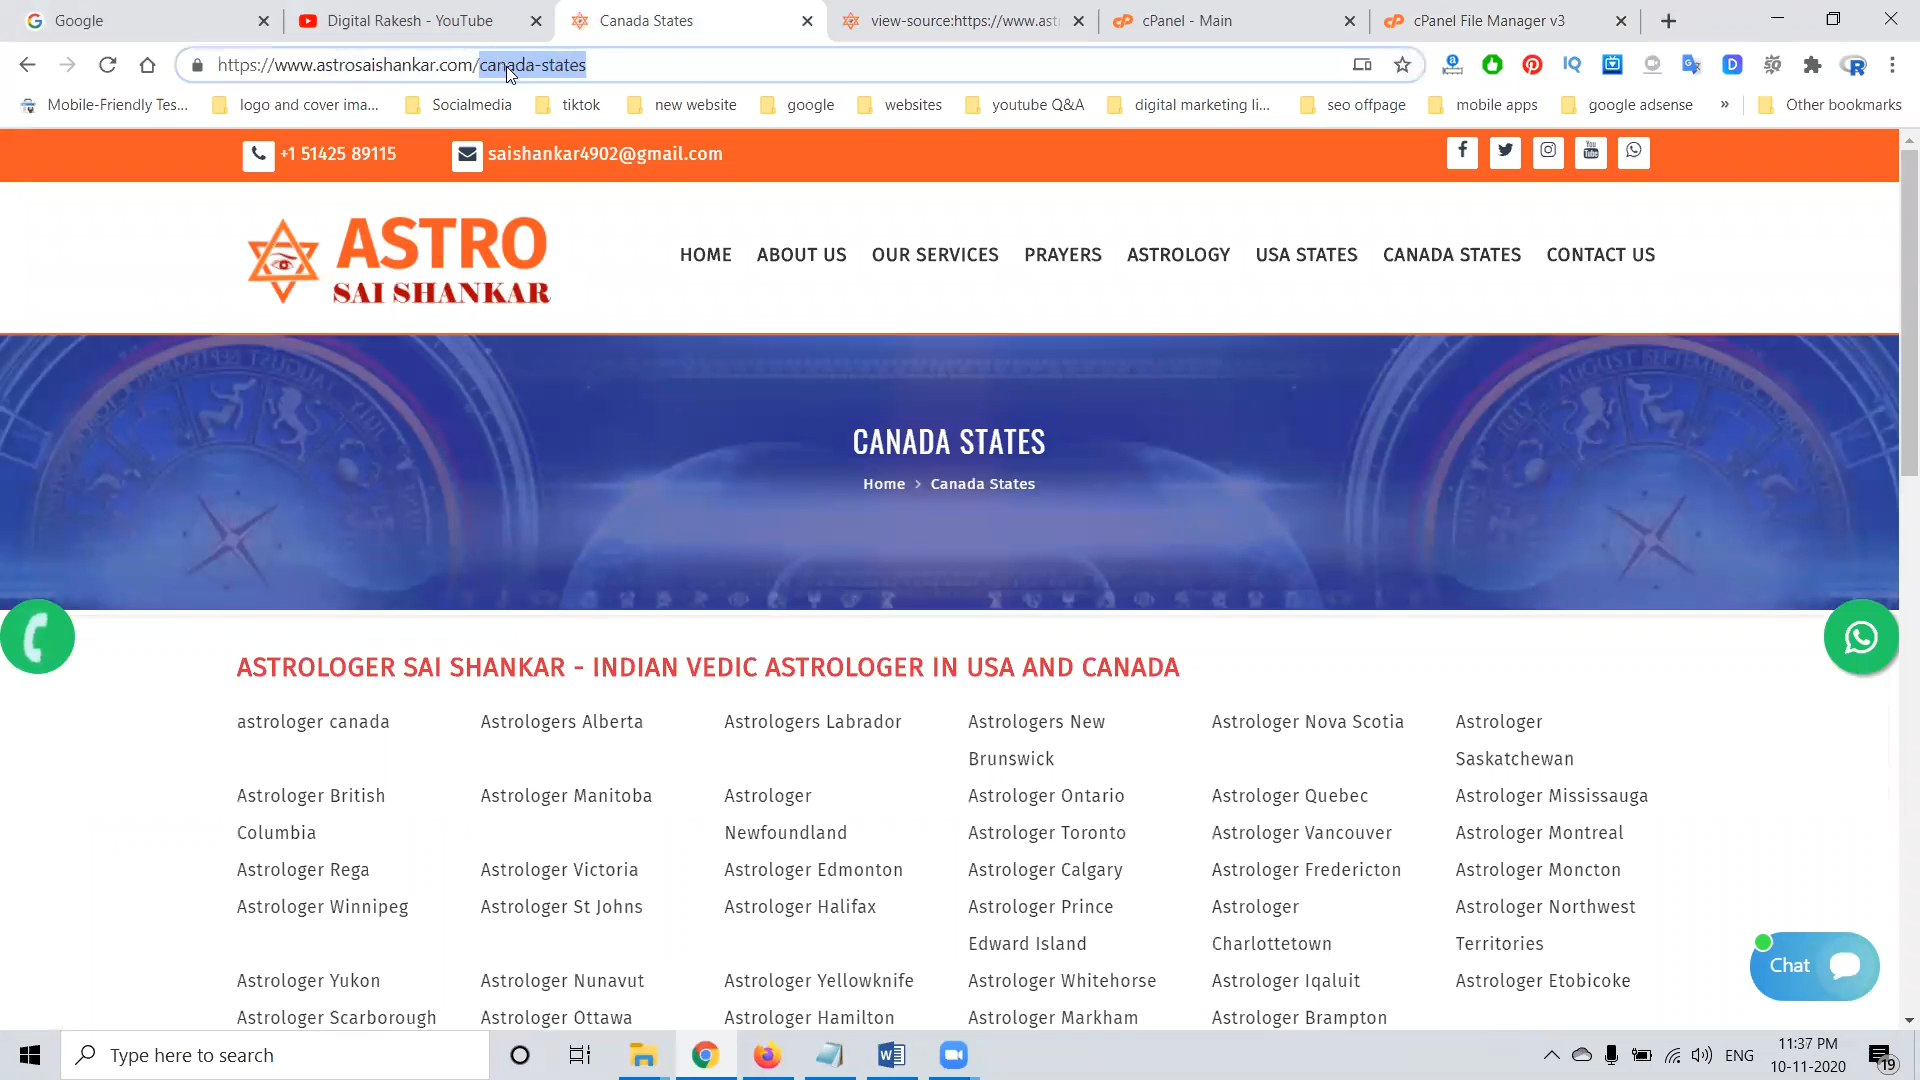 Google
Digital Rakesh - YouTube
Canada States
view-source:https://www.ast
cPanel - Main
cPanel File Manager v3
https://www.astrosaishankar.com/canada-states
Mobile-Friendly Tes...
logo and cover ima...
Socialmedia
tiktok
new website
google
websites
youtube Q&A
digital marketing li...
seo offpage
mobile apps
google adsense
»
Other bookmarks
+1 51425 89115
saishankar4902@gmail.com
ASTRO
SAI SHANKAR
HOME ABOUT US OUR SERVICES PRAYERS ASTROLOGY USA STATES CANADA STATES CONTACT US
CANADA STATES
Home > Canada States
ASTROLOGER SAI SHANKAR - INDIAN VEDIC ASTROLOGER IN USA AND CANADA
astrologer canada
Astrologers Alberta
Astrologers Labrador
Astrologers New
Brunswick
Astrologer Nova Scotia
Astrologer
Saskatchewan
Astrologer British
Columbia
Astrologer Manitoba
Astrologer
Newfoundland
Astrologer Ontario
Astrologer Quebec
Astrologer Mississauga
Astrologer Toronto
Astrologer Vancouver
Astrologer Montreal
Astrologer Rega
Astrologer Victoria
Astrologer Edmonton
Astrologer Calgary
Astrologer Fredericton
Astrologer Moncton
Astrologer Winnipeg
Astrologer St Johns
Astrologer Halifax
Astrologer Prince
Edward Island
Astrologer
Charlottetown
Astrologer Northwest
Territories
Astrologer Yukon
Astrologer Nunavut
Astrologer Yellowknife
Astrologer Whitehorse
Astrologer Iqaluit
Astrologer Etobicoke
Astrologer Scarborough
Astrologer Ottawa
Astrologer Hamilton
Astrologer Markham
Astrologer Brampton
Chat
Type here to search
ENG
11:37 PM
10-11-2020
19